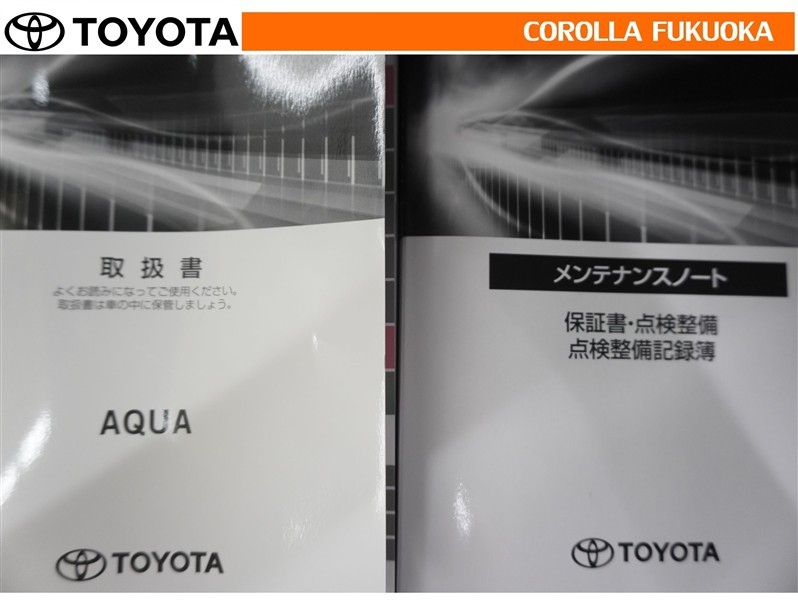 TOYOTA
COROLLA FUKUOKA
取扱書
よくお読みになってご使用ください。
取扱書は車の中に保管しましょう。
AQUA
TOYOTA
メンテナンスノート
保証書・点検整備
点検整備記録簿
TOYOTA